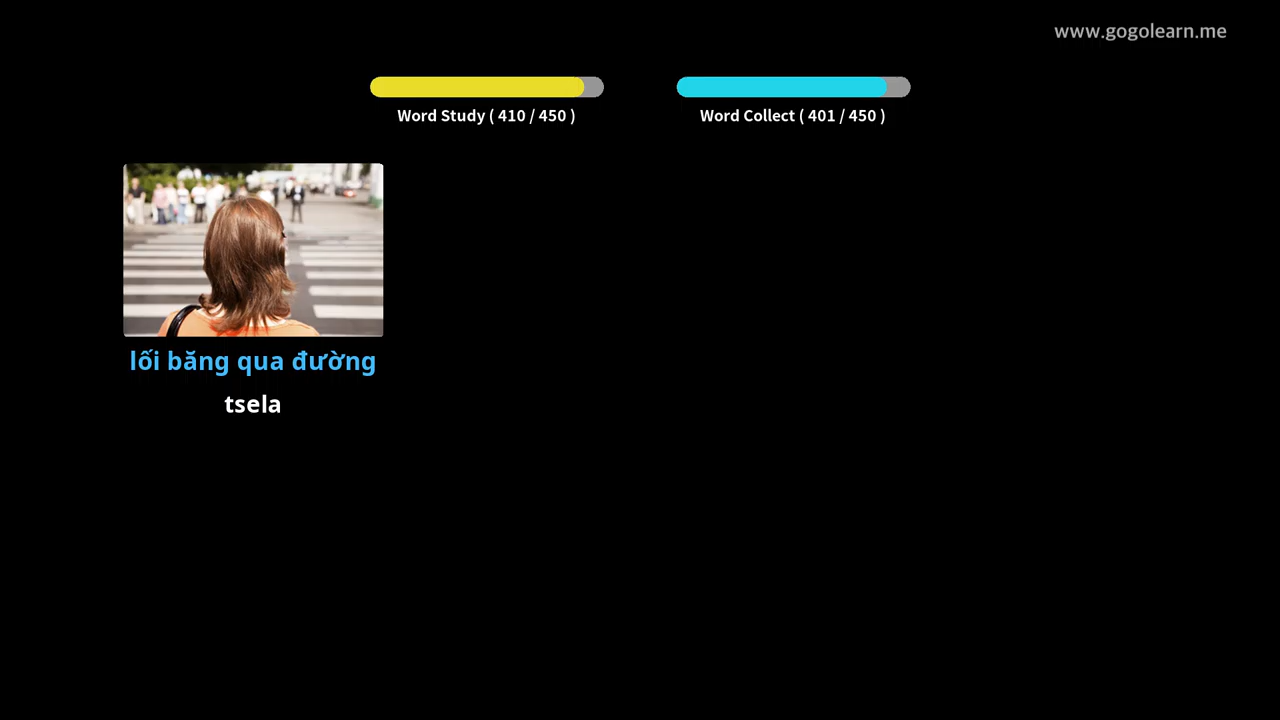 www.gogolearn.me
Word Study ( 410 / 450 )
Word Collect ( 401 / 450 )
lối băng qua đường
tsela